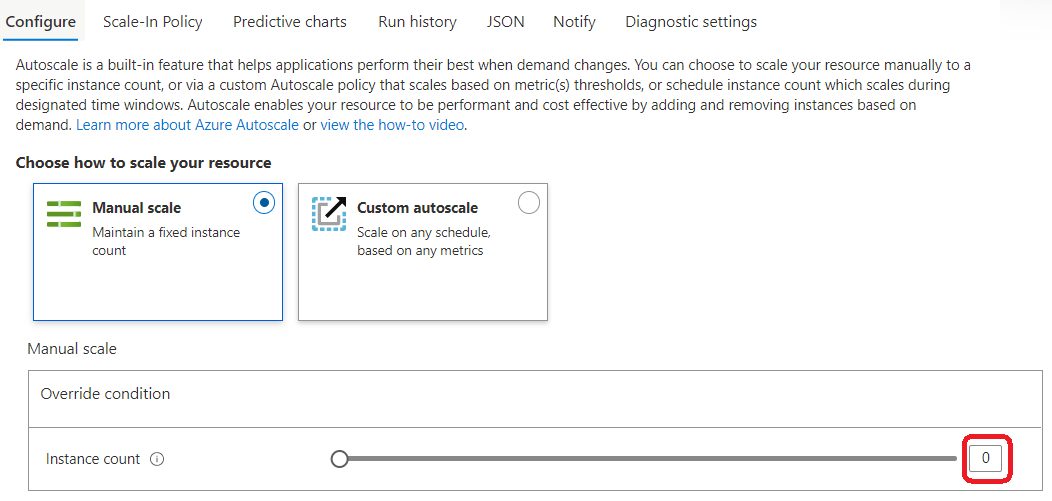 Configure Scale-In Policy Predictive charts Run history JSON Notify Diagnostic settings
Autoscale is a built-in feature that helps applications perform their best when demand changes. You can choose to scale your resource manually to a
specific instance count, or via a custom Autoscale policy that scales based on metric(s) thresholds, or schedule instance count which scales during
designated time windows. Autoscale enables your resource to be performant and cost effective by adding and removing instances based on
demand. Learn more about Azure Autoscale or view the how-to video.
Choose how to scale your resource
Manual scale
Maintain a fixed instance
count
Custom autoscale
Scale on any schedule,
based on any metrics
Manual scale
Override condition
Instance count 0